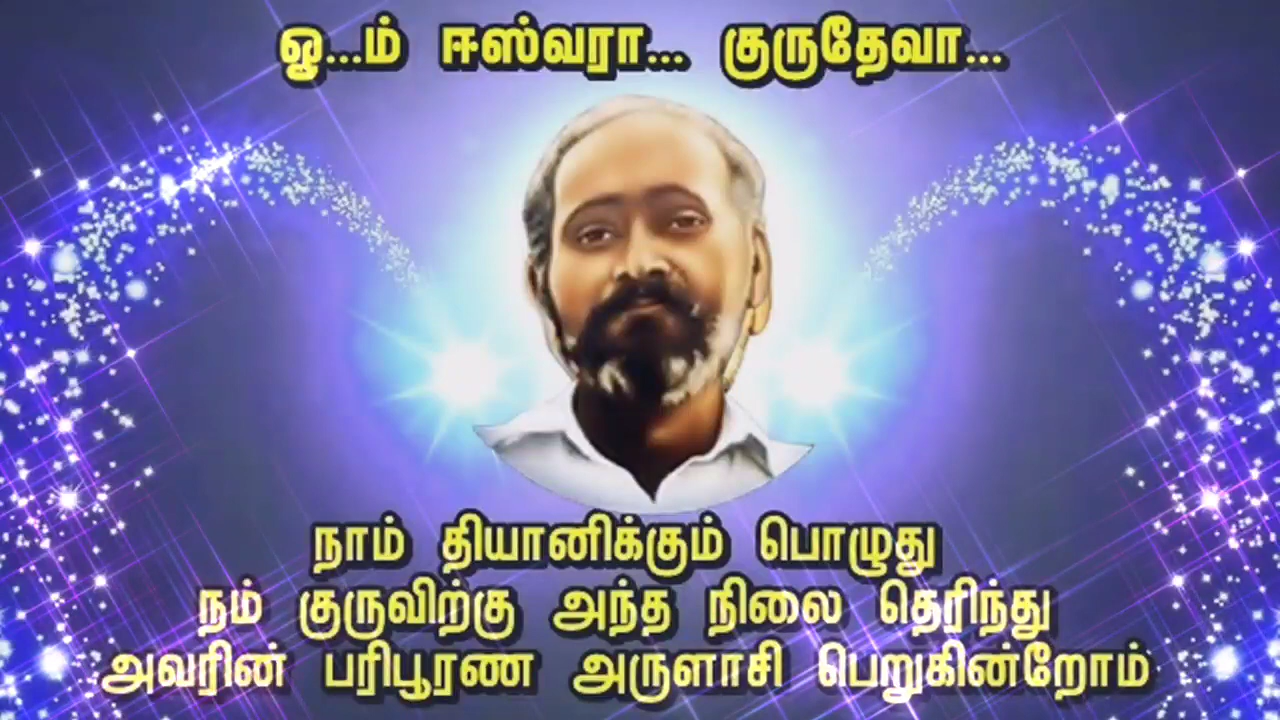 ஓ...ம் ஈஸ்வரா... குருதேவா...
நாம் தியானிக்கும் பொழுது
நம் குருவிற்கு அந்த நிலை தெரிந்து
அவரின் பரிபூரண அருளாசி பெறுகின்றோம்